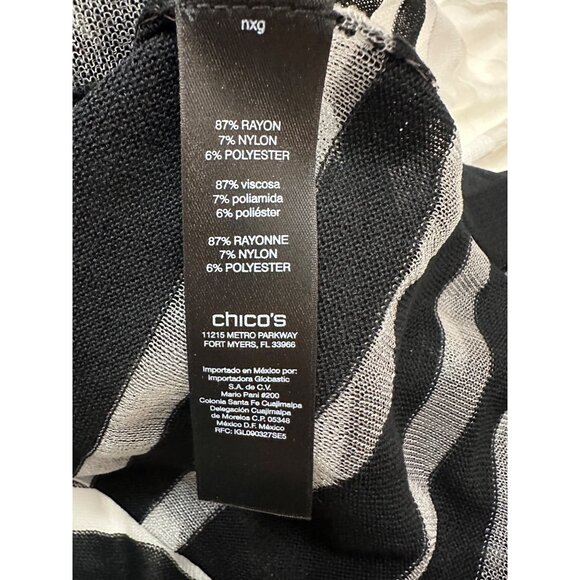 nxg
87% RAYON
7% NYLON
6% POLYESTER
87% viscosa
7% poliamida
6% poliéster
87% RAYONNE
7% NYLON
6% POLYESTER
chico's
11215 METRO PARKWAY
FORT MYERS, FL 33966
Importado en México por:
Importadora Globastic
S.A. de C.V.
Mario Pani #200
Colonia Santa Fe Cuajimalpa
Delegación Cuajimalpa
de Morelos C.P. 05348
México D.F. México
RFC: IGL090327SE5